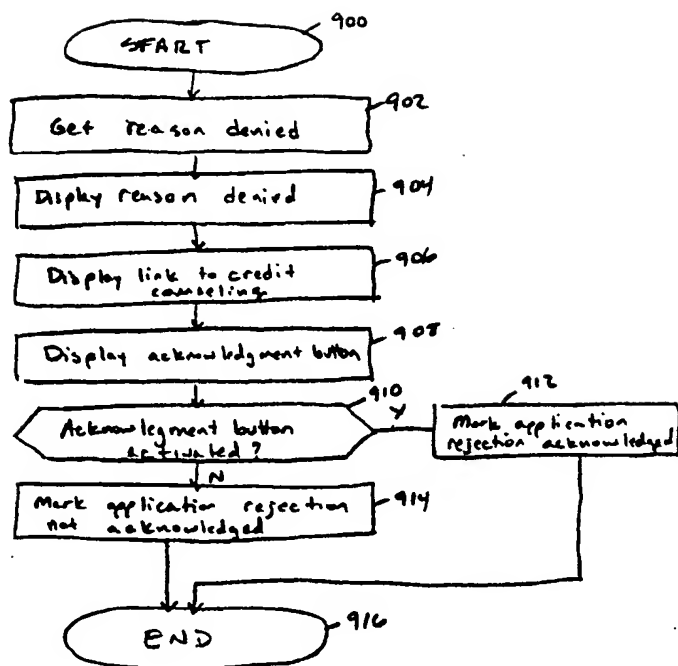 900
START
902
Get reason denied
904
Display reason denied
906
Display link to credit
counseling
908
Display acknowledgment button
910
Acknowlegment button
activated?
Y
912
Mark application
rejection acknowledged
N
914
Mark application rejection
not acknowledged
END
916